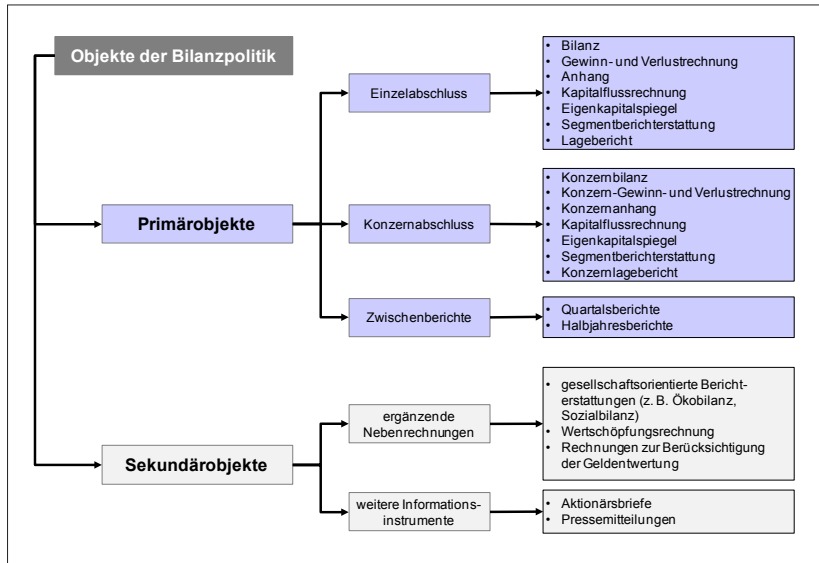 Objekte der Bilanzpolitik
Primärobjekte
Einzelabschluss
• Bilanz
• Gewinn- und Verlustrechnung
• Anhang
• Kapitalflussrechnung
• Eigenkapitalspiegel
• Segmentberichterstattung
• Lagebericht
Konzernabschluss
• Konzernbilanz
• Konzern-Gewinn- und Verlustrechnung
• Konzernanhang
• Kapitalflussrechnung
• Eigenkapitalspiegel
• Segmentberichterstattung
• Konzernlagebericht
Zwischenberichte
• Quartalsberichte
• Halbjahresberichte
Sekundärobjekte
ergänzende
Nebenrechnungen
• gesellschaftsorientierte Bericht-
erstattungen (z. B. Ökobilanz,
Sozialbilanz)
• Wertschöpfungsrechnung
• Rechnungen zur Berücksichtigung
der Geldentwertung
weitere Informations-
instrumente
• Aktionärsbriefe
• Pressemitteilungen